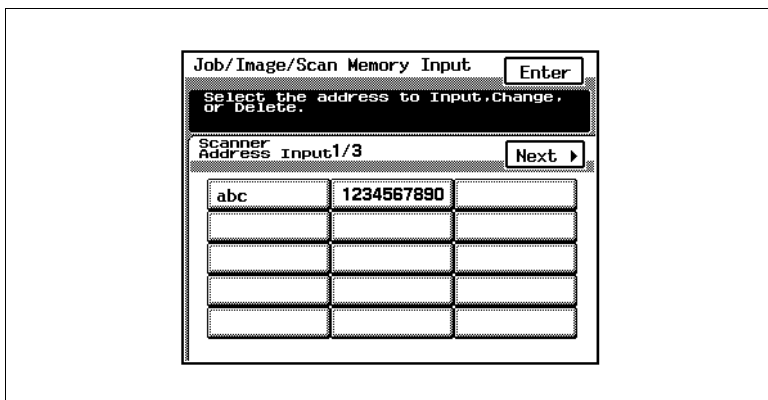 Job/Image/Scan Memory Input
Enter
Select the address to Input,Change,
or Delete.
Scanner
Address Input1/3
Next
abc
1234567890